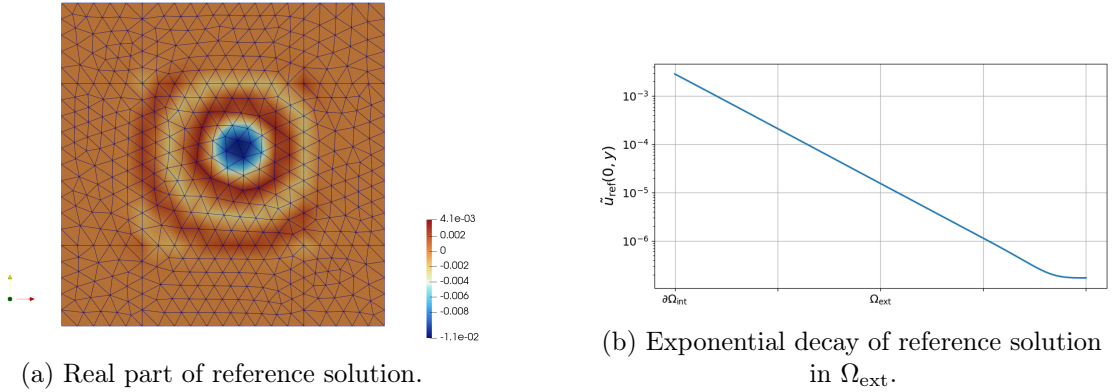 4.1e-03
0.002
0
-0.002
-0.004
-0.006
-0.008
-1.1e-02
(a) Real part of reference solution.
ũ_ref(0, y)
10⁻³
10⁻⁴
10⁻⁵
10⁻⁶
∂Ω_int
Ω_ext
(b) Exponential decay of reference solution
in Ω_ext.